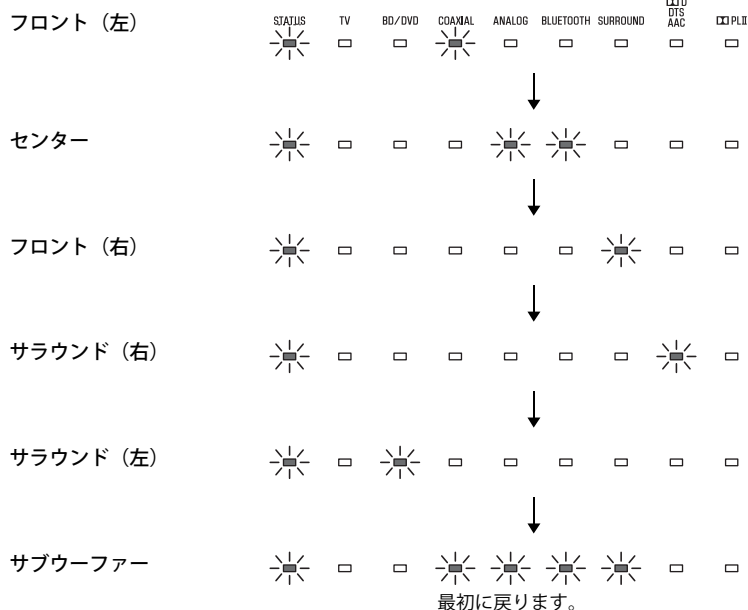 DTS
フロント（左） STATUS TV BD/DVD COAXIAL ANALOG BLUETOOTH SURROUND AAC PLII
センター
フロント（右）
サラウンド（右）
サラウンド（左）
サブウーファー
最初に戻ります。